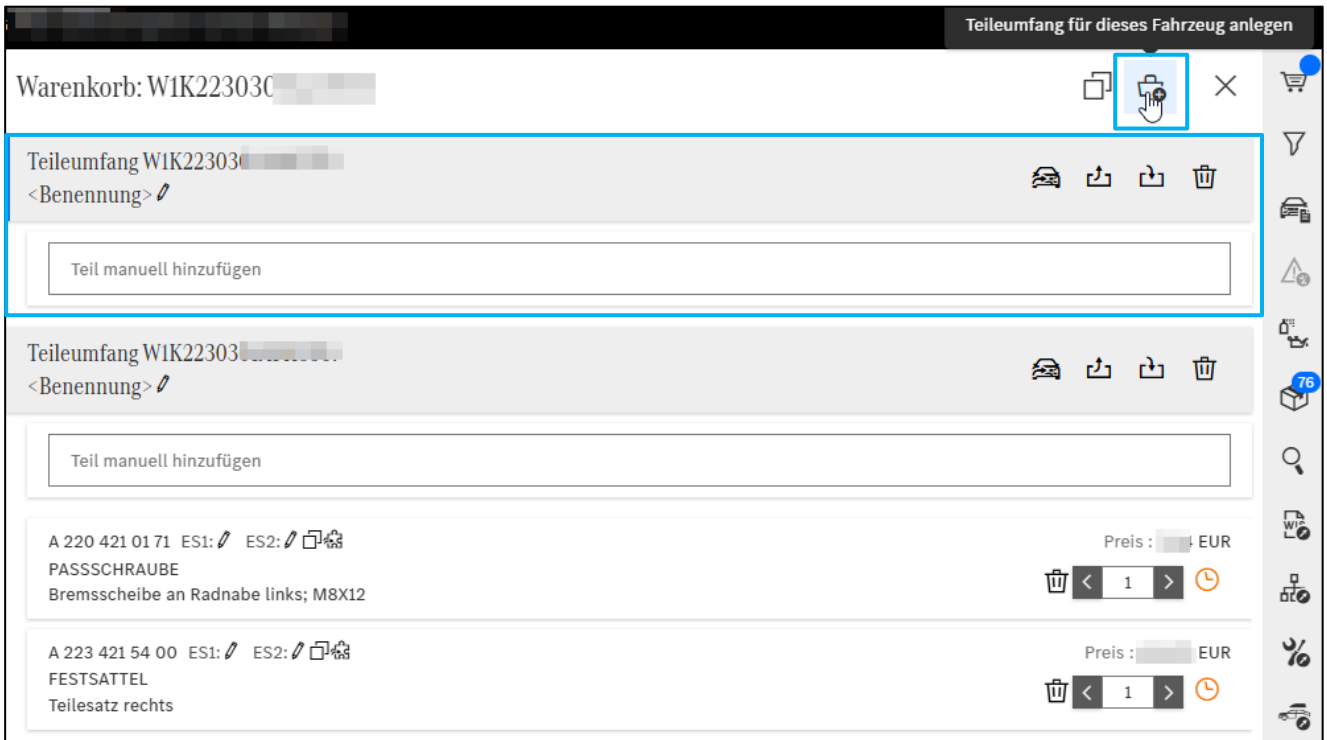 Teileumfang für dieses Fahrzeug anlegen
Warenkorb: W1K22303
Teileumfang W1K22303
<Benennung>
Teil manuell hinzufügen
Teileumfang W1K22303
<Benennung>
76
Teil manuell hinzufügen
WIS
A 220 421 01 71 ES1: ES2:
Preis : EUR
PASSSCHRAUBE
1
Bremsscheibe an Radnabe links; M8X12
A 223 421 54 00 ES1: ES2:
Preis : EUR
FESTSATTEL
1
Teilesatz rechts